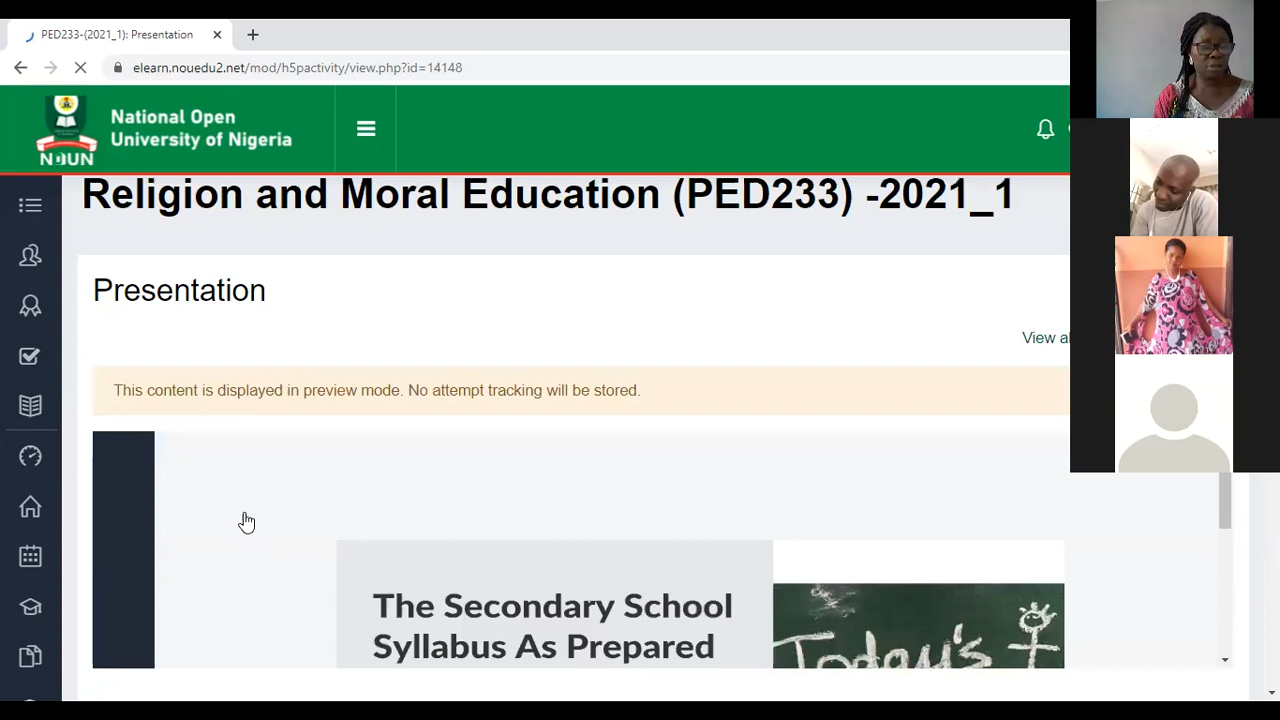 PED233-(2021_1): Presentation
elearn.nouedu2.net/mod/h5pactivity/view.php?id=14148
National Open
University of Nigeria
NOUN
Religion and Moral Education (PED233) -2021_1
Presentation
View al
This content is displayed in preview mode. No attempt tracking will be stored.
The Secondary School
Syllabus As Prepared
Today's